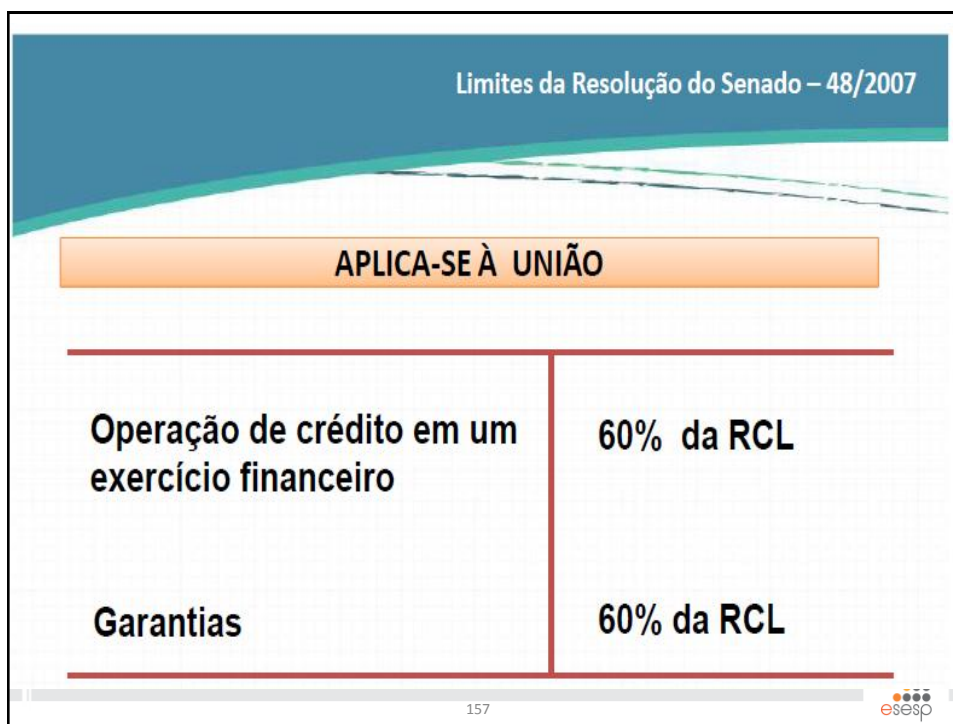 Limites da Resolução do Senado – 48/2007
APLICA-SE À UNIÃO
Operação de crédito em um
exercício financeiro
60% da RCL
Garantias
60% da RCL
157
esesp